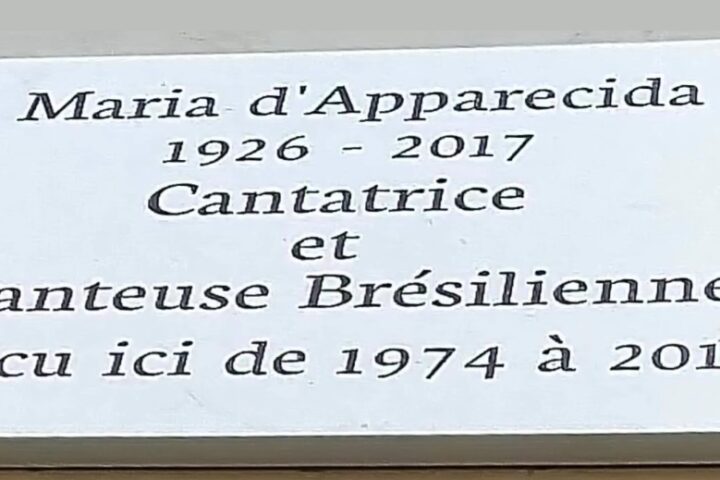 Maria d'Apparecida
1926 - 2017
Cantatrice
et
anteuse Brésilienne
cu ici de 1974 à 201